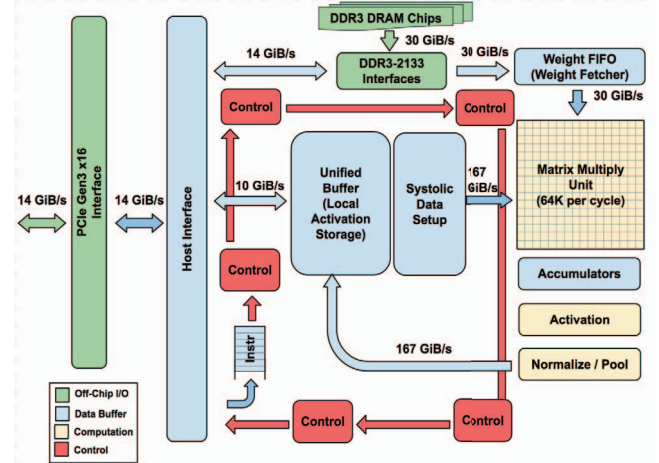 DDR3 DRAM Chips
30 GiB/s
14 GiB/s
30 GiB/s
DDR3-2133
Interfaces
Weight FIFO
(Weight Fetcher)
30 GiB/s
Control
Control
PCIe Gen3 x16
Interface
Host Interface
14 GiB/s
14 GiB/s
10 GiB/s
Unified
Buffer
(Local
Activation
Storage)
Systolic
Data
Setup
167
GiB/s
Matrix Multiply
Unit
(64K per cycle)
Control
Accumulators
Instr
Activation
167 GiB/s
Normalize / Pool
Off-Chip I/O
Data Buffer
Computation
Control
Control
Control